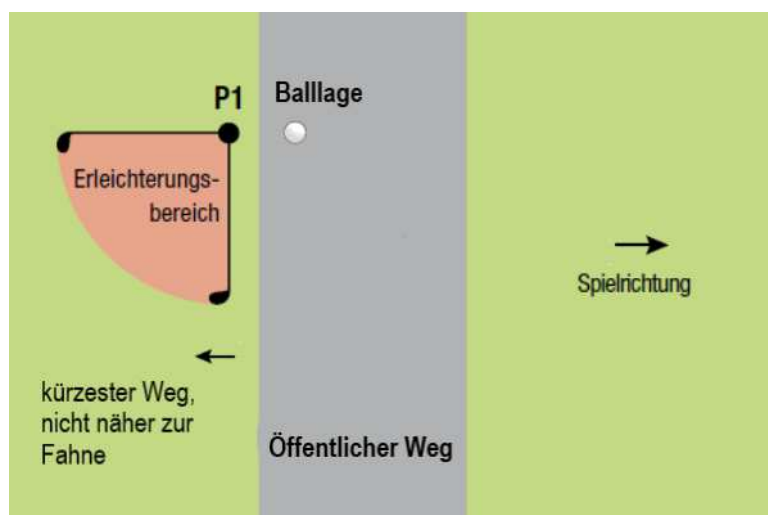 P1
Balllage
Erleichterungs-
bereich
Spielrichtung
kürzester Weg,
nicht näher zur
Fahne
Öffentlicher Weg